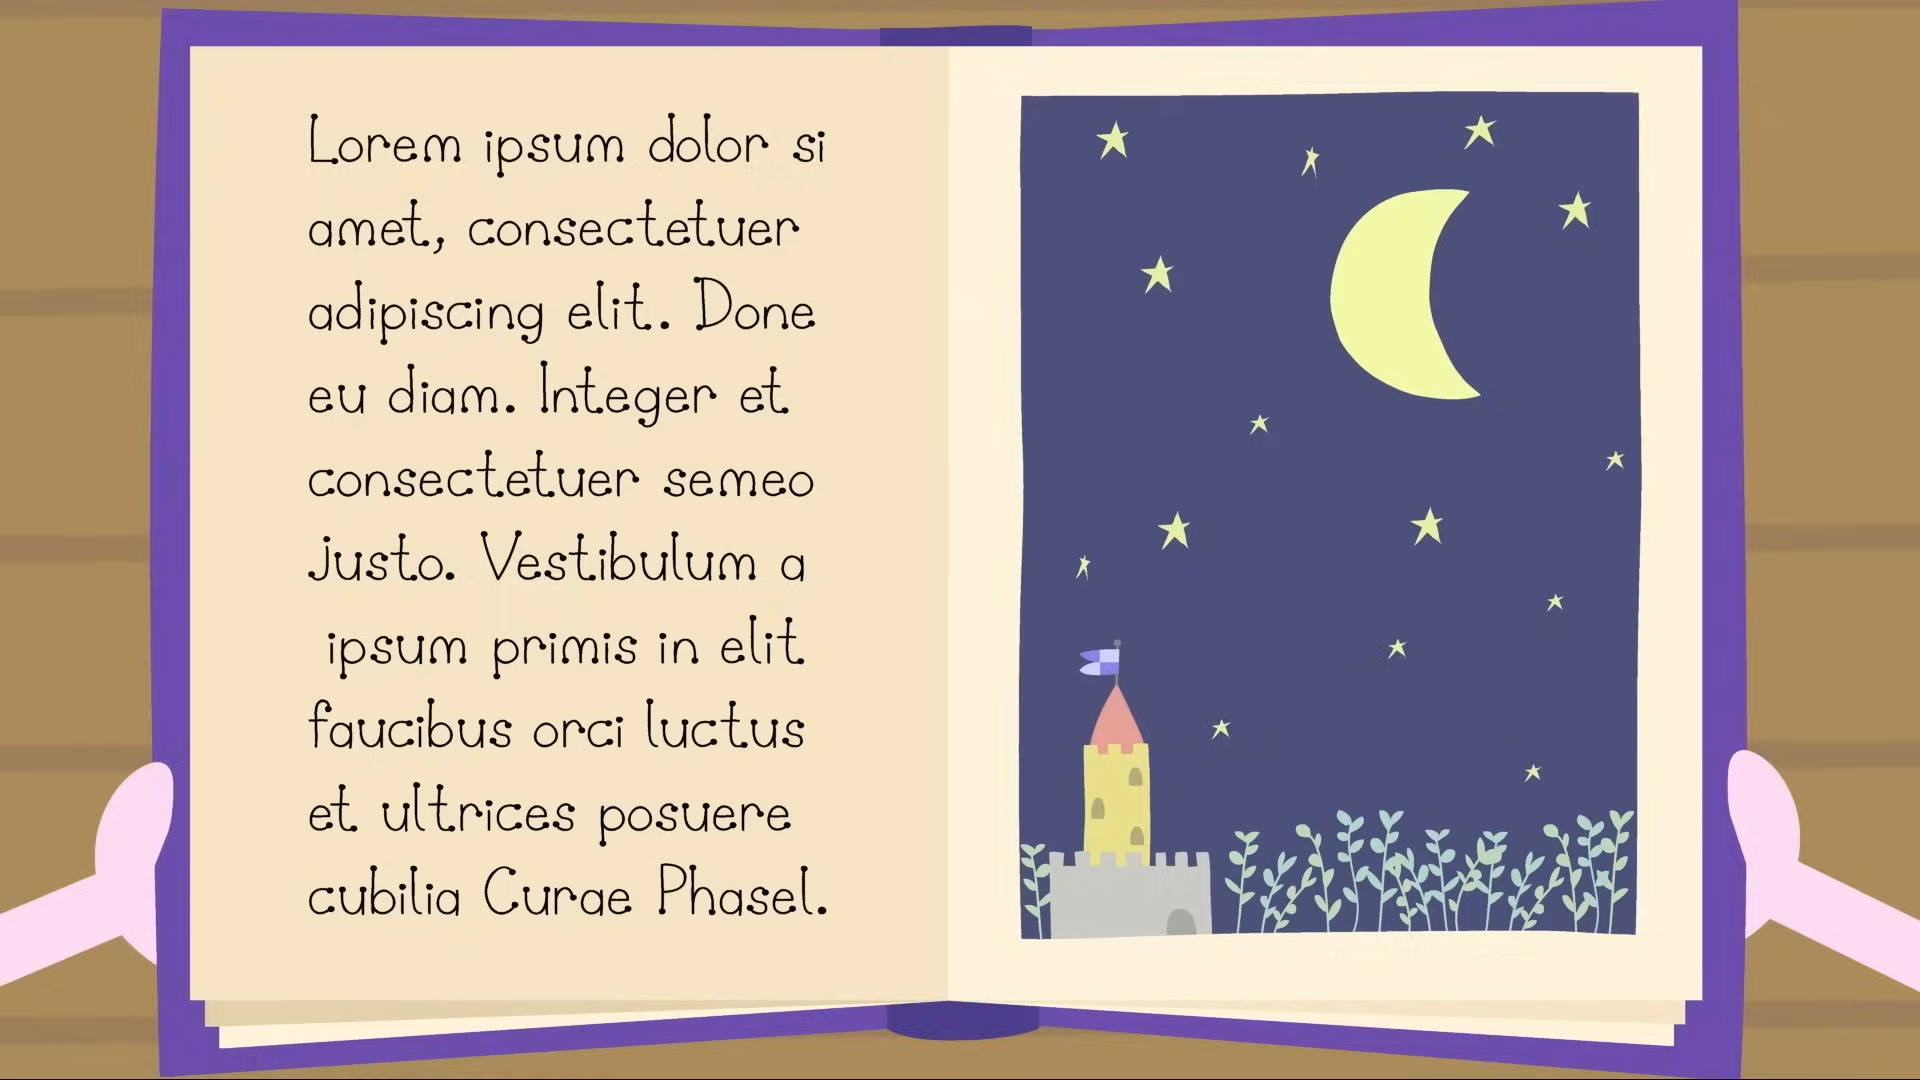 Lorem ipsum dolor si
amet, consectetuer
adipiscing elit. Done
eu diam. Integer et
consectetuer semeo
justo. Vestibulum a
ipsum primis in elit
faucibus orci luctus
et ultrices posuere
cubilia Curae Phasel.